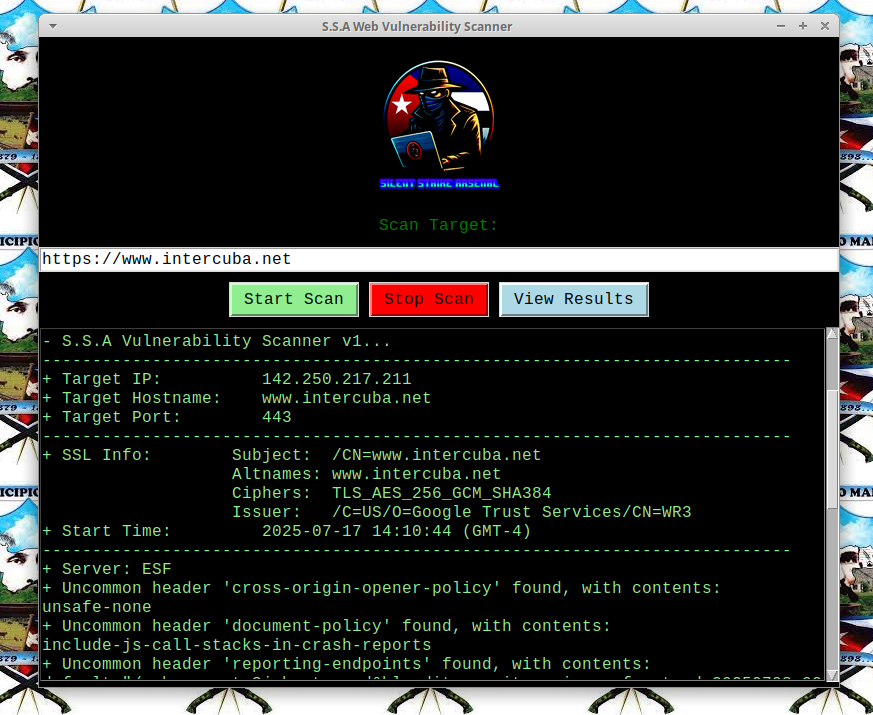 S.S.A Web Vulnerability Scanner
SILENT STRIKE ARSENAL
Scan Target:
https://www.intercuba.net
Start Scan
Stop Scan
View Results
- S.S.A Vulnerability Scanner v1...
---------------------------------------------------------------------------
+ Target IP: 142.250.217.211
+ Target Hostname: www.intercuba.net
+ Target Port: 443
---------------------------------------------------------------------------
+ SSL Info: Subject: /CN=www.intercuba.net
Altnames: www.intercuba.net
Ciphers: TLS_AES_256_GCM_SHA384
Issuer: /C=US/O=Google Trust Services/CN=WR3
+ Start Time: 2025-07-17 14:10:44 (GMT-4)
---------------------------------------------------------------------------
+ Server: ESF
+ Uncommon header 'cross-origin-opener-policy' found, with contents:
unsafe-none
+ Uncommon header 'document-policy' found, with contents:
include-js-call-stacks-in-crash-reports
+ Uncommon header 'reporting-endpoints' found, with contents: